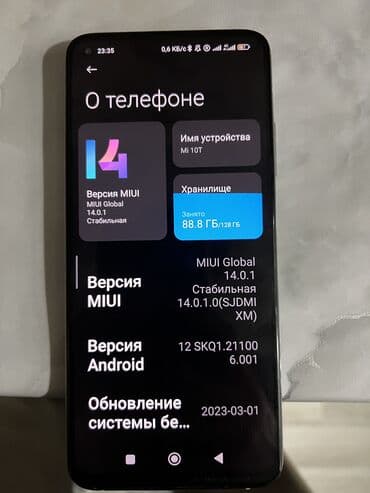 23:35
0,6 КБ/с
←
О телефоне
14
Версия MIUI
MIUI Global
14.0.1
Стабильная
Имя устройства
Mi 10T
Хранилище
Занято
88.8 ГБ/128 ГБ
Версия
MIUI
MIUI Global
14.0.1
Стабильная
14.0.1.0(SJDMI
XM)
Версия
Android
12 SKQ1.21100
6.001
Обновление
системы бе...
2023-03-01